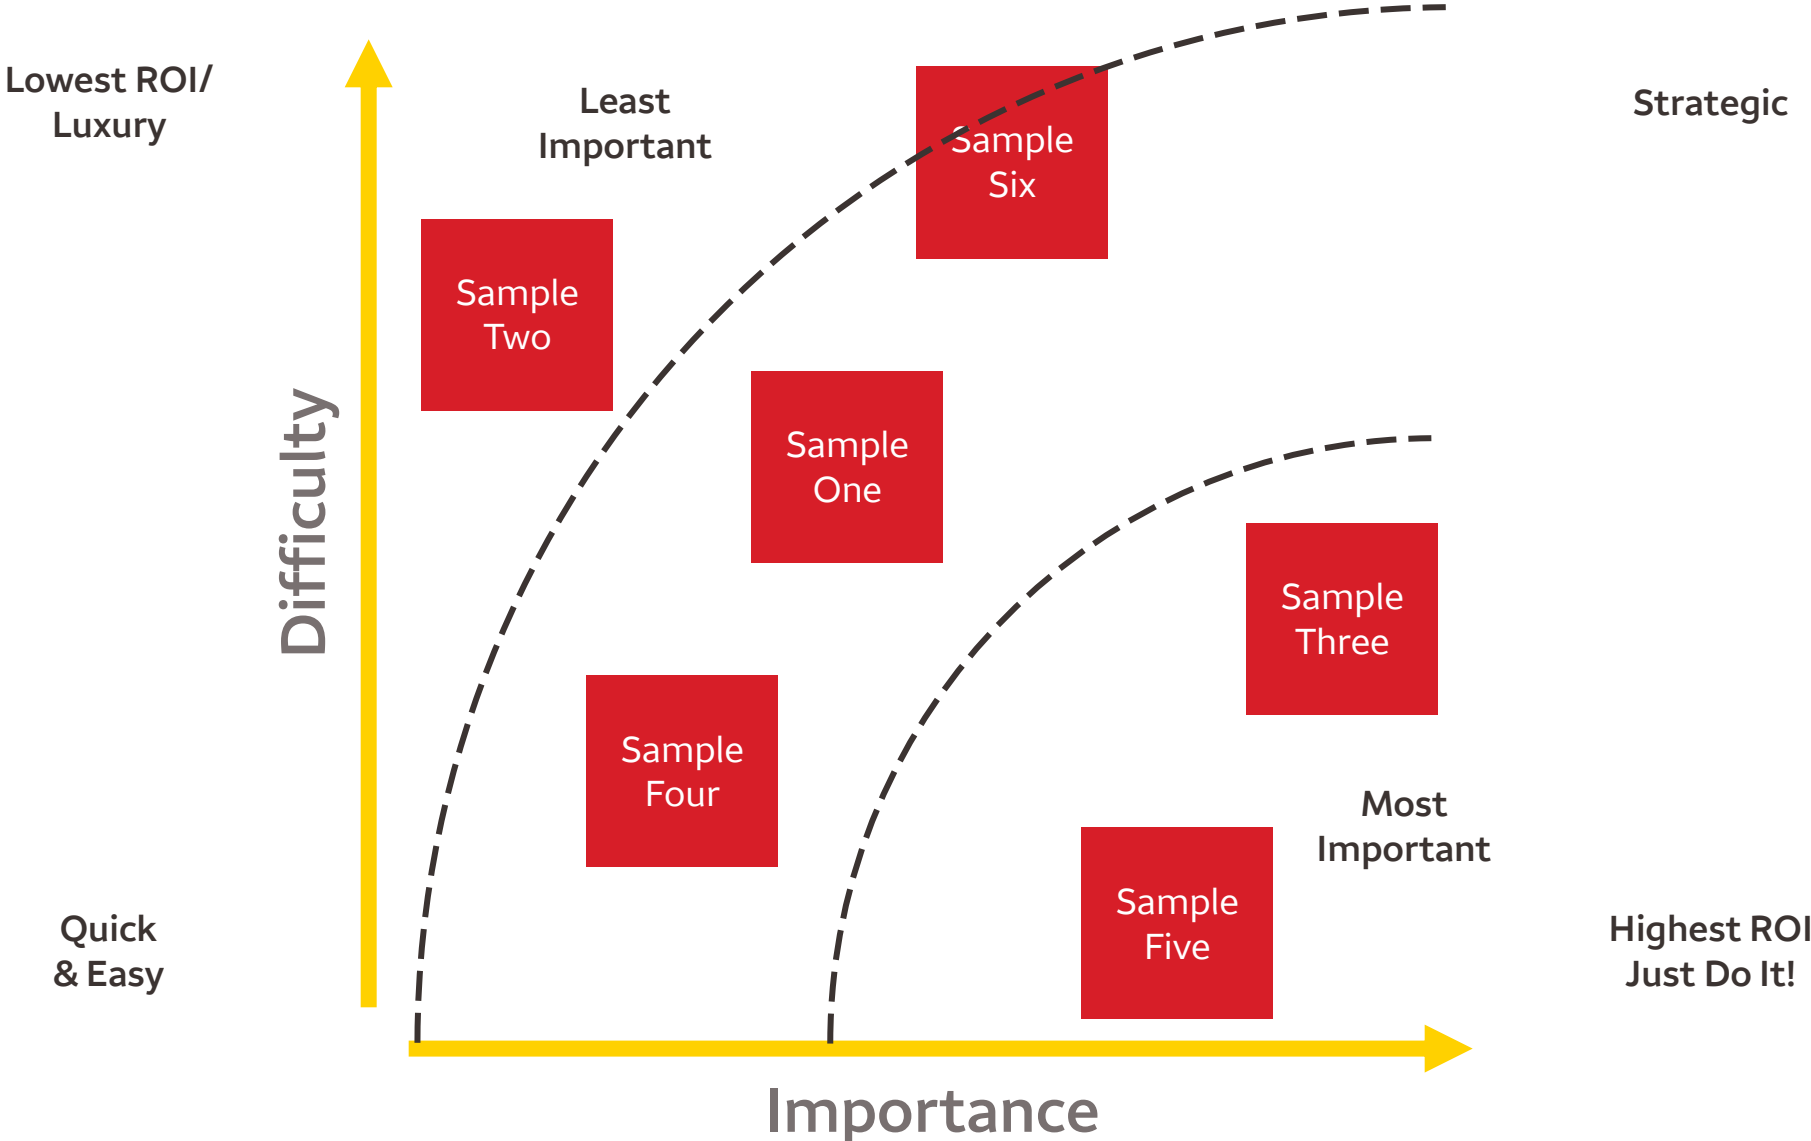 Lowest ROI/
Luxury
Least
Important
Strategic
Sample
Six
Sample
Two
Sample
One
Difficulty
Sample
Three
Sample
Four
Most
Important
Sample
Five
Quick
& Easy
Highest ROI
Just Do It!
Importance